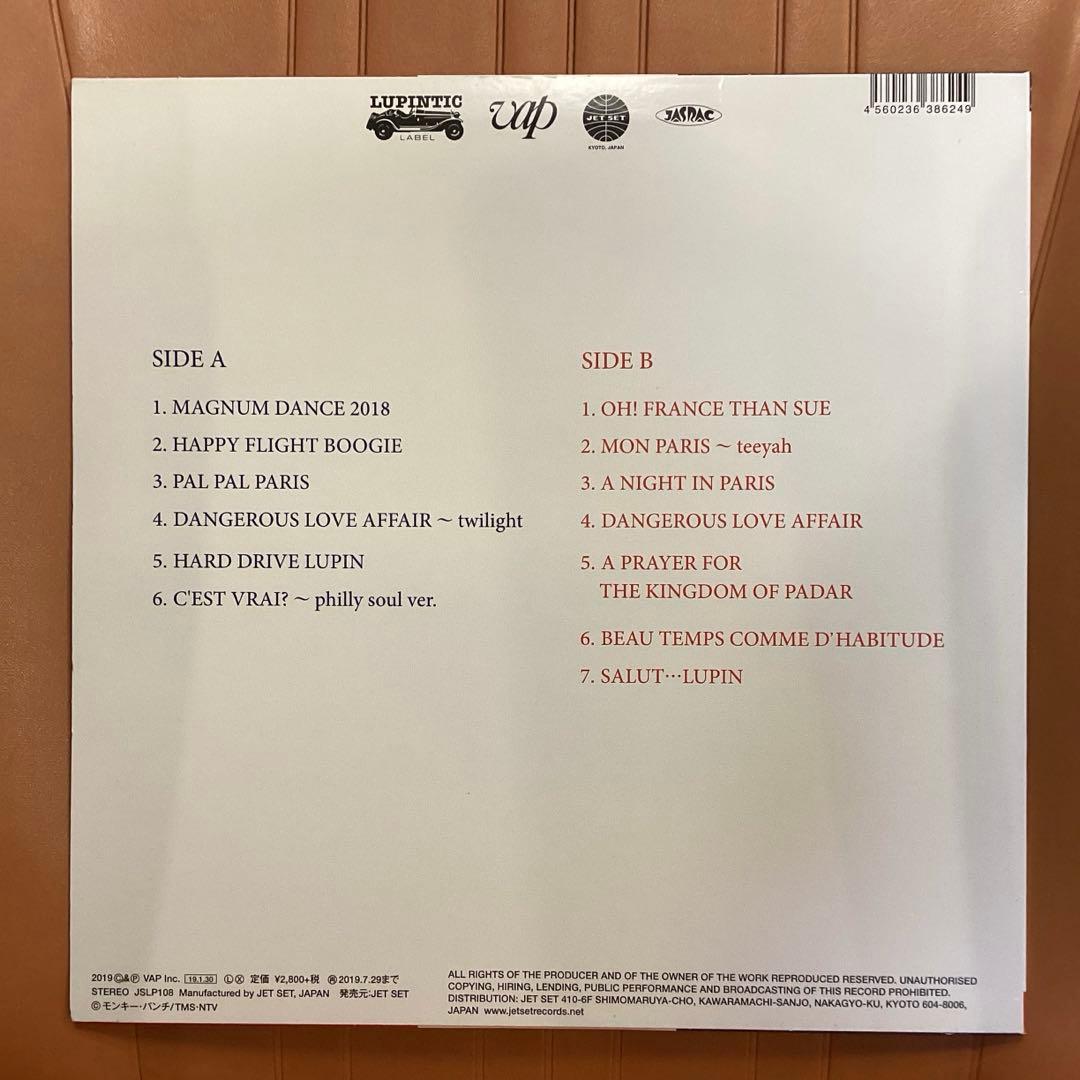 LUPINTIC
LABEL
vap
JET SET
KYOTO, JAPAN
JASRAC
4 560236 386249
SIDE A
1. MAGNUM DANCE 2018
2. HAPPY FLIGHT BOOGIE
3. PAL PAL PARIS
4. DANGEROUS LOVE AFFAIR ~ twilight
5. HARD DRIVE LUPIN
6. C'EST VRAI? ~ philly soul ver.
SIDE B
1. OH! FRANCE THAN SUE
2. MON PARIS ~ teeyah
3. A NIGHT IN PARIS
4. DANGEROUS LOVE AFFAIR
5. A PRAYER FOR
THE KINGDOM OF PADAR
6. BEAU TEMPS COMME D'HABITUDE
7. SALUT…LUPIN
2019 Ⓒ&Ⓟ VAP Inc. 19.1.30 Ⓛ Ⓧ 定価 ¥2,800+税 ㊢2019.7.29まで
STEREO JSLP108 Manufactured by JET SET, JAPAN 発売元:JET SET
Ⓒモンキー・パンチ/TMS・NTV
ALL RIGHTS OF THE PRODUCER AND OF THE OWNER OF THE WORK REPRODUCED RESERVED. UNAUTHORISED
COPYING, HIRING, LENDING, PUBLIC PERFORMANCE AND BROADCASTING OF THIS RECORD PROHIBITED.
DISTRIBUTION: JET SET 410-6F SHIMOMARUYA-CHO, KAWARAMACHI-SANJO, NAKAGYO-KU, KYOTO 604-8006,
JAPAN www.jetsetrecords.net